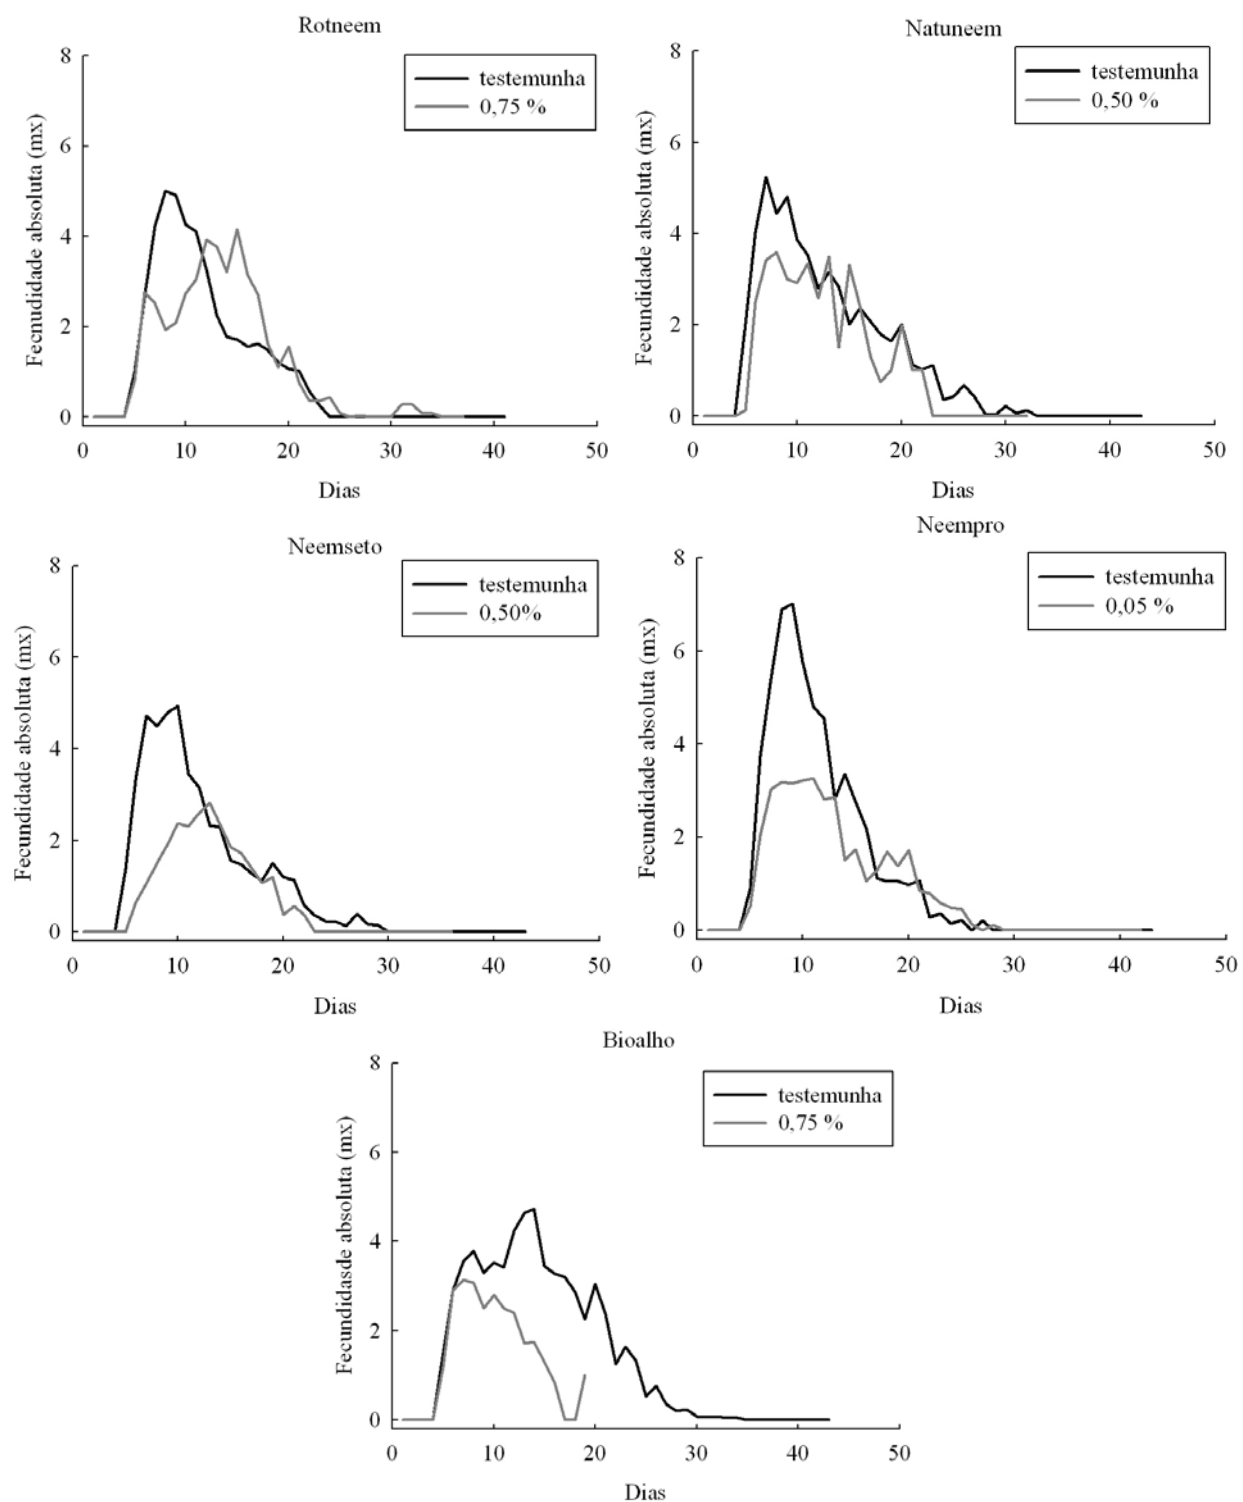 Rotneem
8
6
4
2
0
Fecnudidade absoluta (mx)
testemunha
0,75 %
0 10 20 30 40 50
Dias
Natuneem
8
6
4
2
0
Fecundidade absoluta (mx)
testemunha
0,50 %
0 10 20 30 40 50
Dias
Neemseto
8
6
4
2
0
Fecundidade absoluta (mx)
testemunha
0,50%
0 10 20 30 40 50
Dias
Neempro
8
6
4
2
0
Fecundidade absoluta (mx)
testemunha
0,05 %
0 10 20 30 40 50
Dias
Bioalho
8
6
4
2
0
Fecundidasde absoluta (mx)
testemunha
0,75 %
0 10 20 30 40 50
Dias